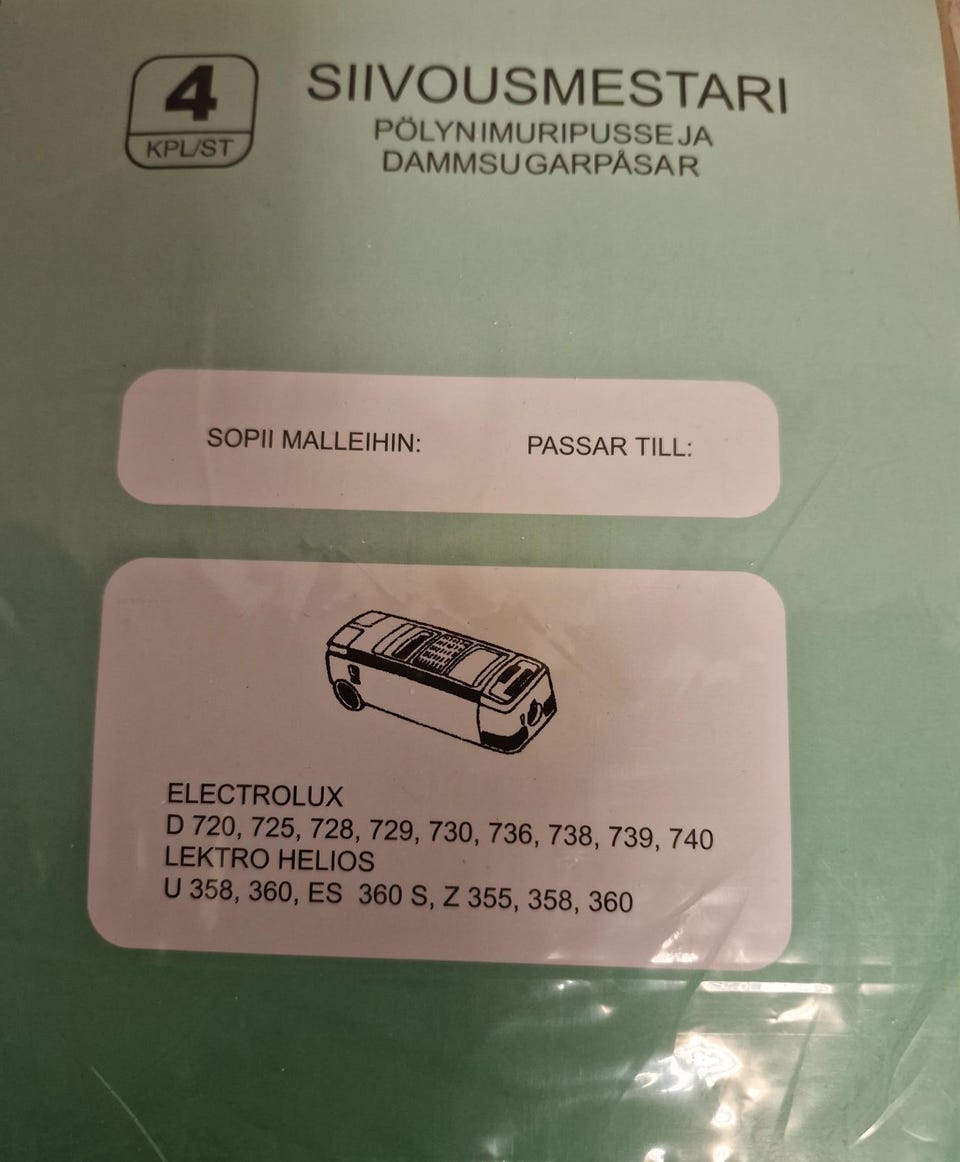 4
KPL/ST
SIIVOUSMESTARI
PÖLYNIMURIPUSSEJA
DAMMSUGARPÅSAR
SOPII MALLEIHIN:
PASSAR TILL:
ELECTROLUX
D 720, 725, 728, 729, 730, 736, 738, 739, 740
LEKTRO HELIOS
U 358, 360, ES 360 S, Z 355, 358, 360